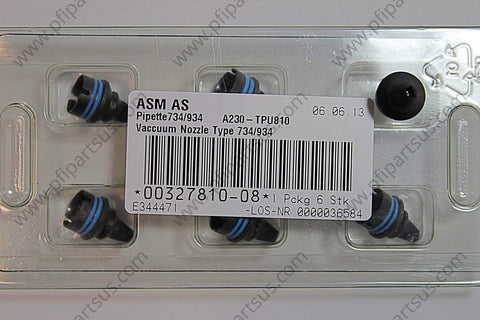 ASM AS
06.06.13
Pipette734/934 A230-TPU810
Vaccuum Nozzle Type 734/934
*00327810-08* 1 Pckg 6 Stk
E344471 -LOS-NR 0000036584
www.pfipartsus.com